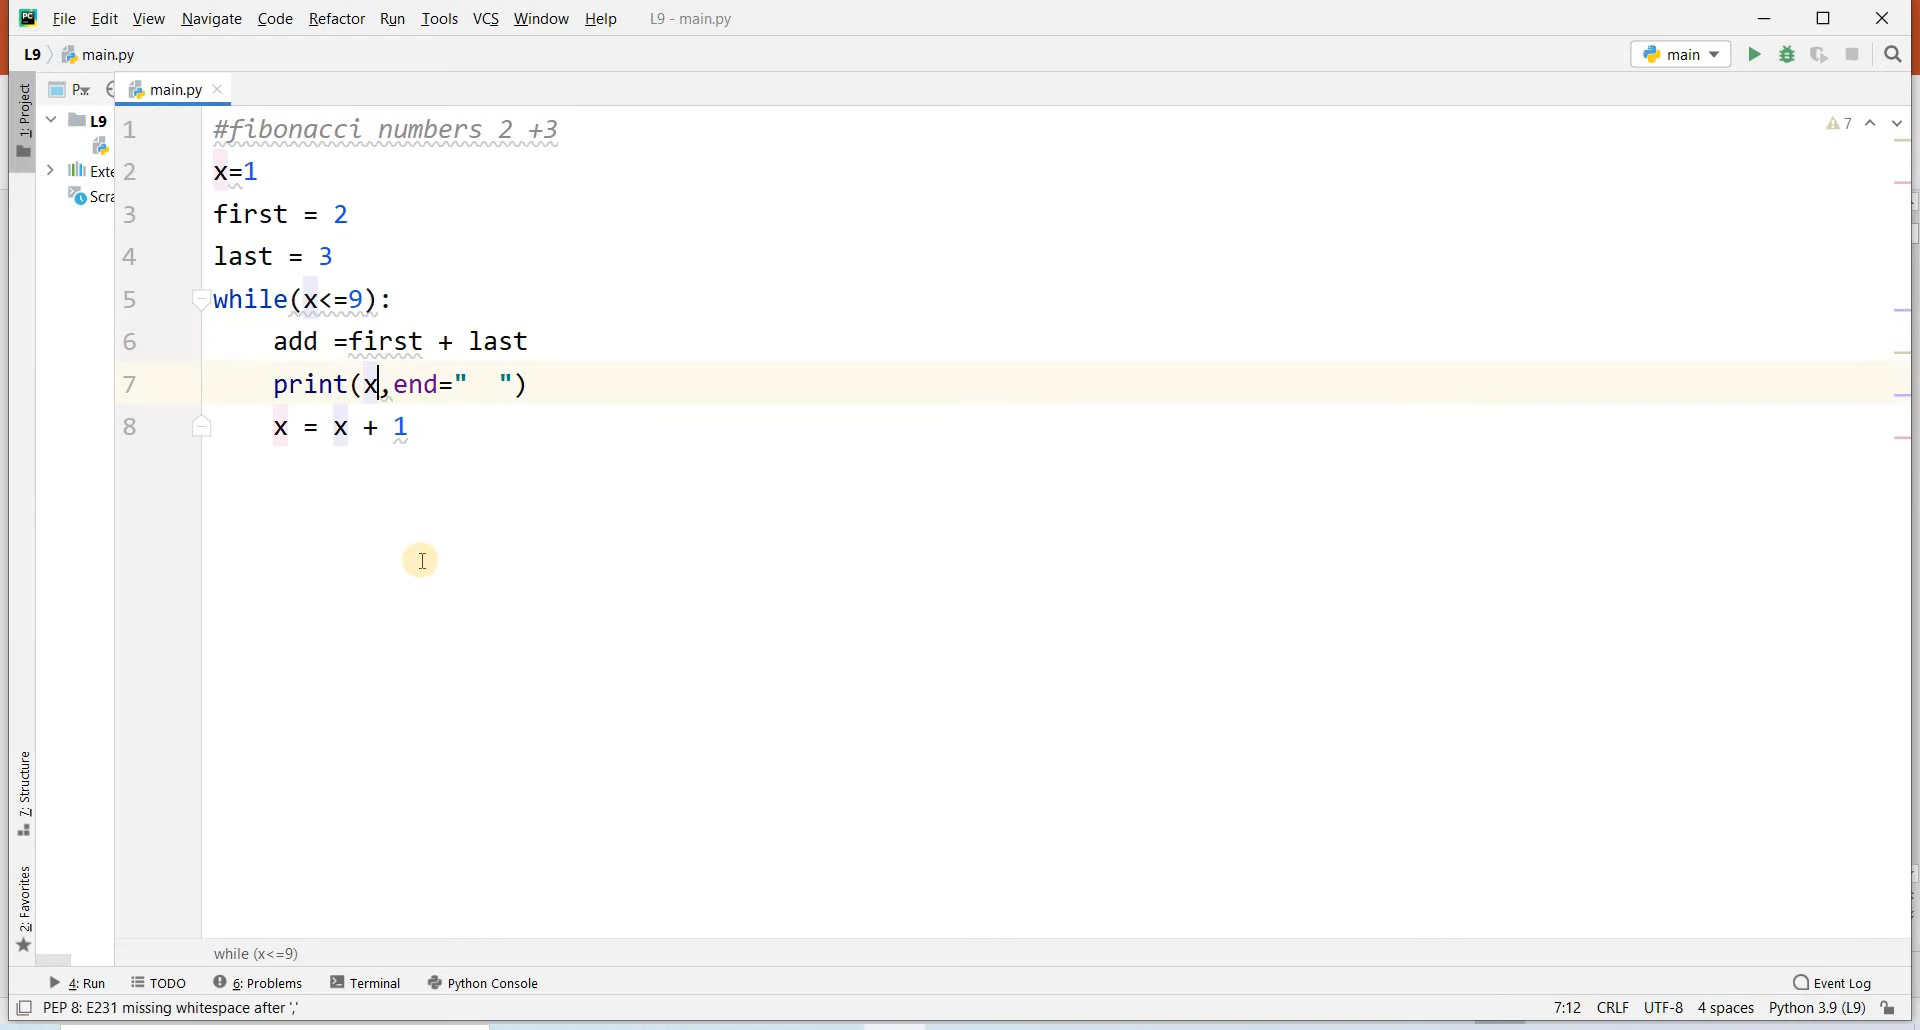 PC File Edit View Navigate Code Refactor Run Tools VCS Window Help L9 - main.py
L9 main.py main
1: Project P... main.py
L9
Exte
Scra
1 #fibonacci numbers 2 +3
2 x=1
3 first = 2
4 last = 3
5 while(x<=9):
6 add =first + last
7 print(x,end="  ")
8 x = x + 1
7
7: Structure
2: Favorites
while (x<=9)
4: Run TODO 6: Problems Terminal Python Console Event Log
PEP 8: E231 missing whitespace after ',' 7:12 CRLF UTF-8 4 spaces Python 3.9 (L9)